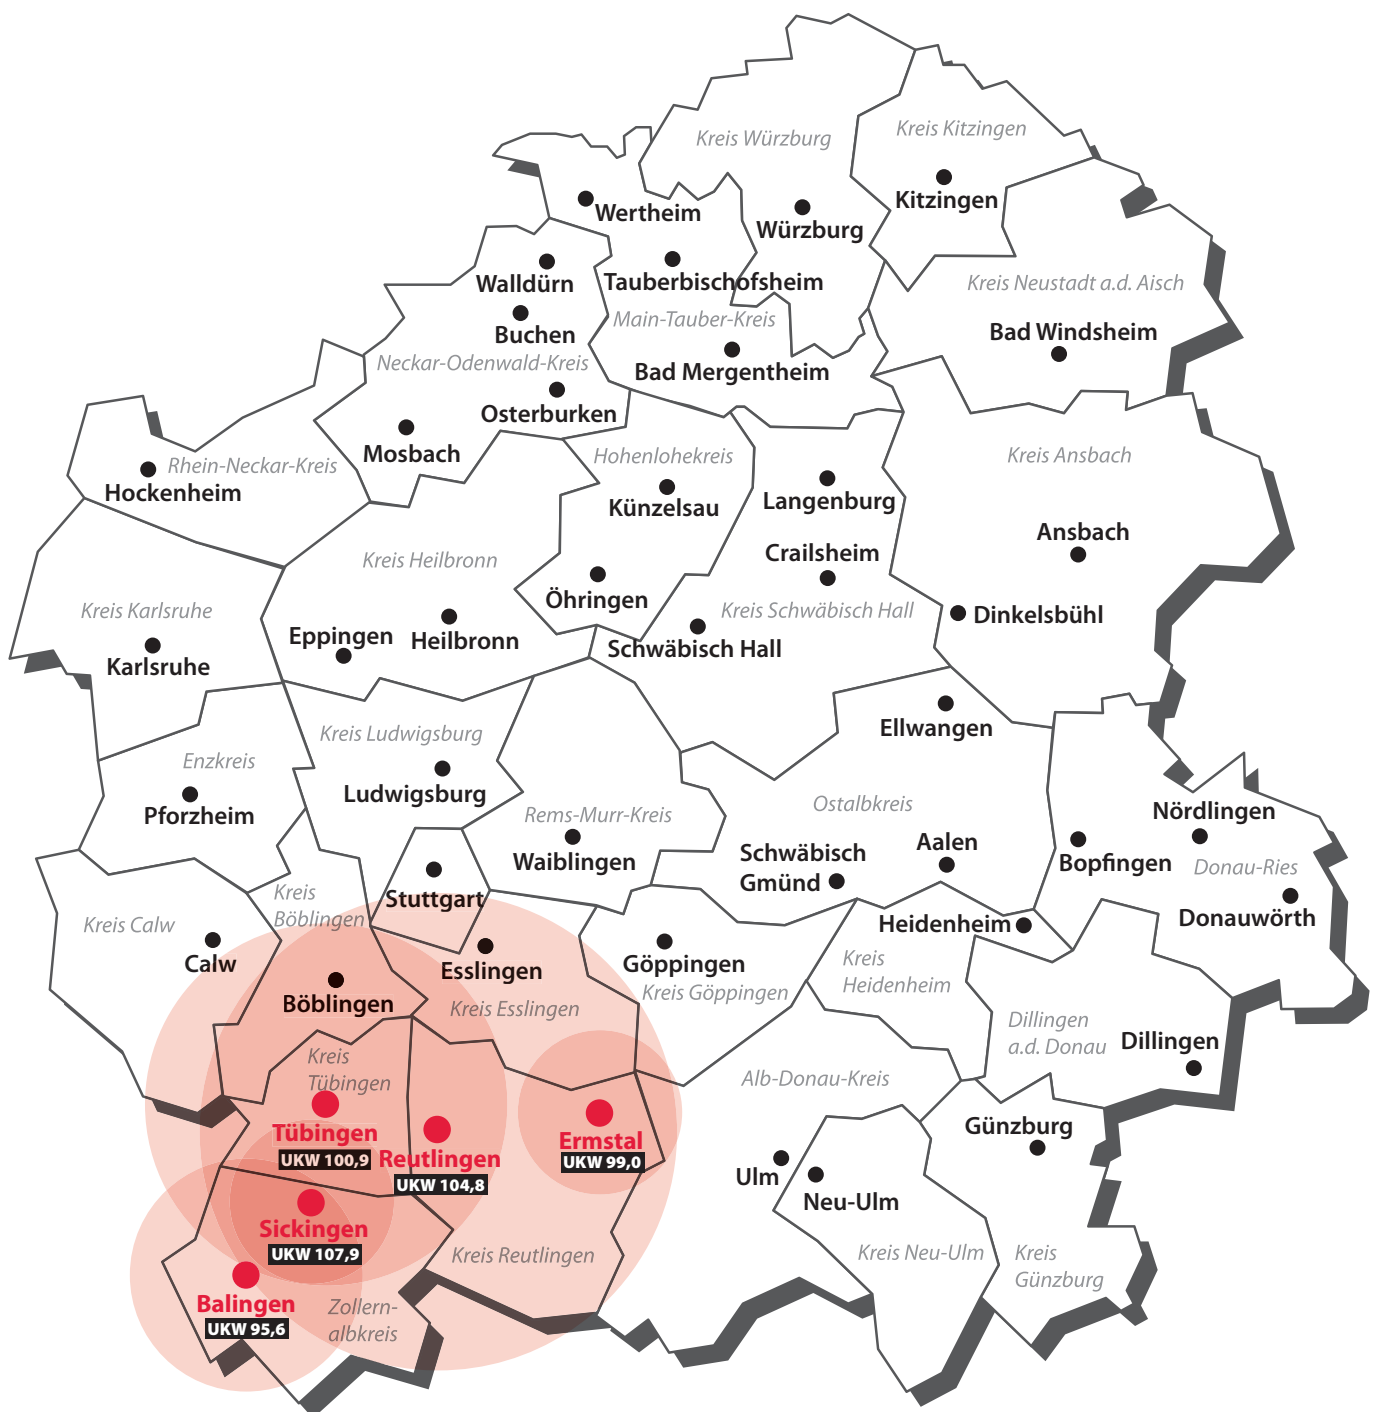 Kreis Würzburg
Kreis Kitzingen
Kitzingen
Wertheim
Würzburg
Walldürn
Tauberbischofsheim
Kreis Neustadt a.d. Aisch
Buchen
Main-Tauber-Kreis
Bad Windsheim
Neckar-Odenwald-Kreis
Bad Mergentheim
Osterburken
Mosbach
Hohenlohekreis
Kreis Ansbach
Rhein-Neckar-Kreis
Hockenheim
Künzelsau
Langenburg
Ansbach
Crailsheim
Kreis Heilbronn
Öhringen
Kreis Karlsruhe
Kreis Schwäbisch Hall
Dinkelsbühl
Eppingen
Heilbronn
Schwäbisch Hall
Karlsruhe
Ellwangen
Kreis Ludwigsburg
Enzkreis
Ludwigsburg
Pforzheim
Rems-Murr-Kreis
Ostalbkreis
Nördlingen
Waiblingen
Schwäbisch
Gmünd
Aalen
Bopfingen
Donau-Ries
Kreis
Böblingen
Stuttgart
Donauwörth
Kreis Calw
Heidenheim
Calw
Esslingen
Göppingen
Kreis
Heidenheim
Böblingen
Kreis Esslingen
Kreis Göppingen
Dillingen
a.d. Donau
Dillingen
Kreis
Tübingen
Alb-Donau-Kreis
Günzburg
Tübingen
UKW 100,9
Reutlingen
UKW 104,8
Ermstal
UKW 99,0
Ulm
Neu-Ulm
Sickingen
UKW 107,9
Kreis Reutlingen
Kreis Neu-Ulm
Kreis
Günzburg
Balingen
UKW 95,6
Zollern-
albkreis